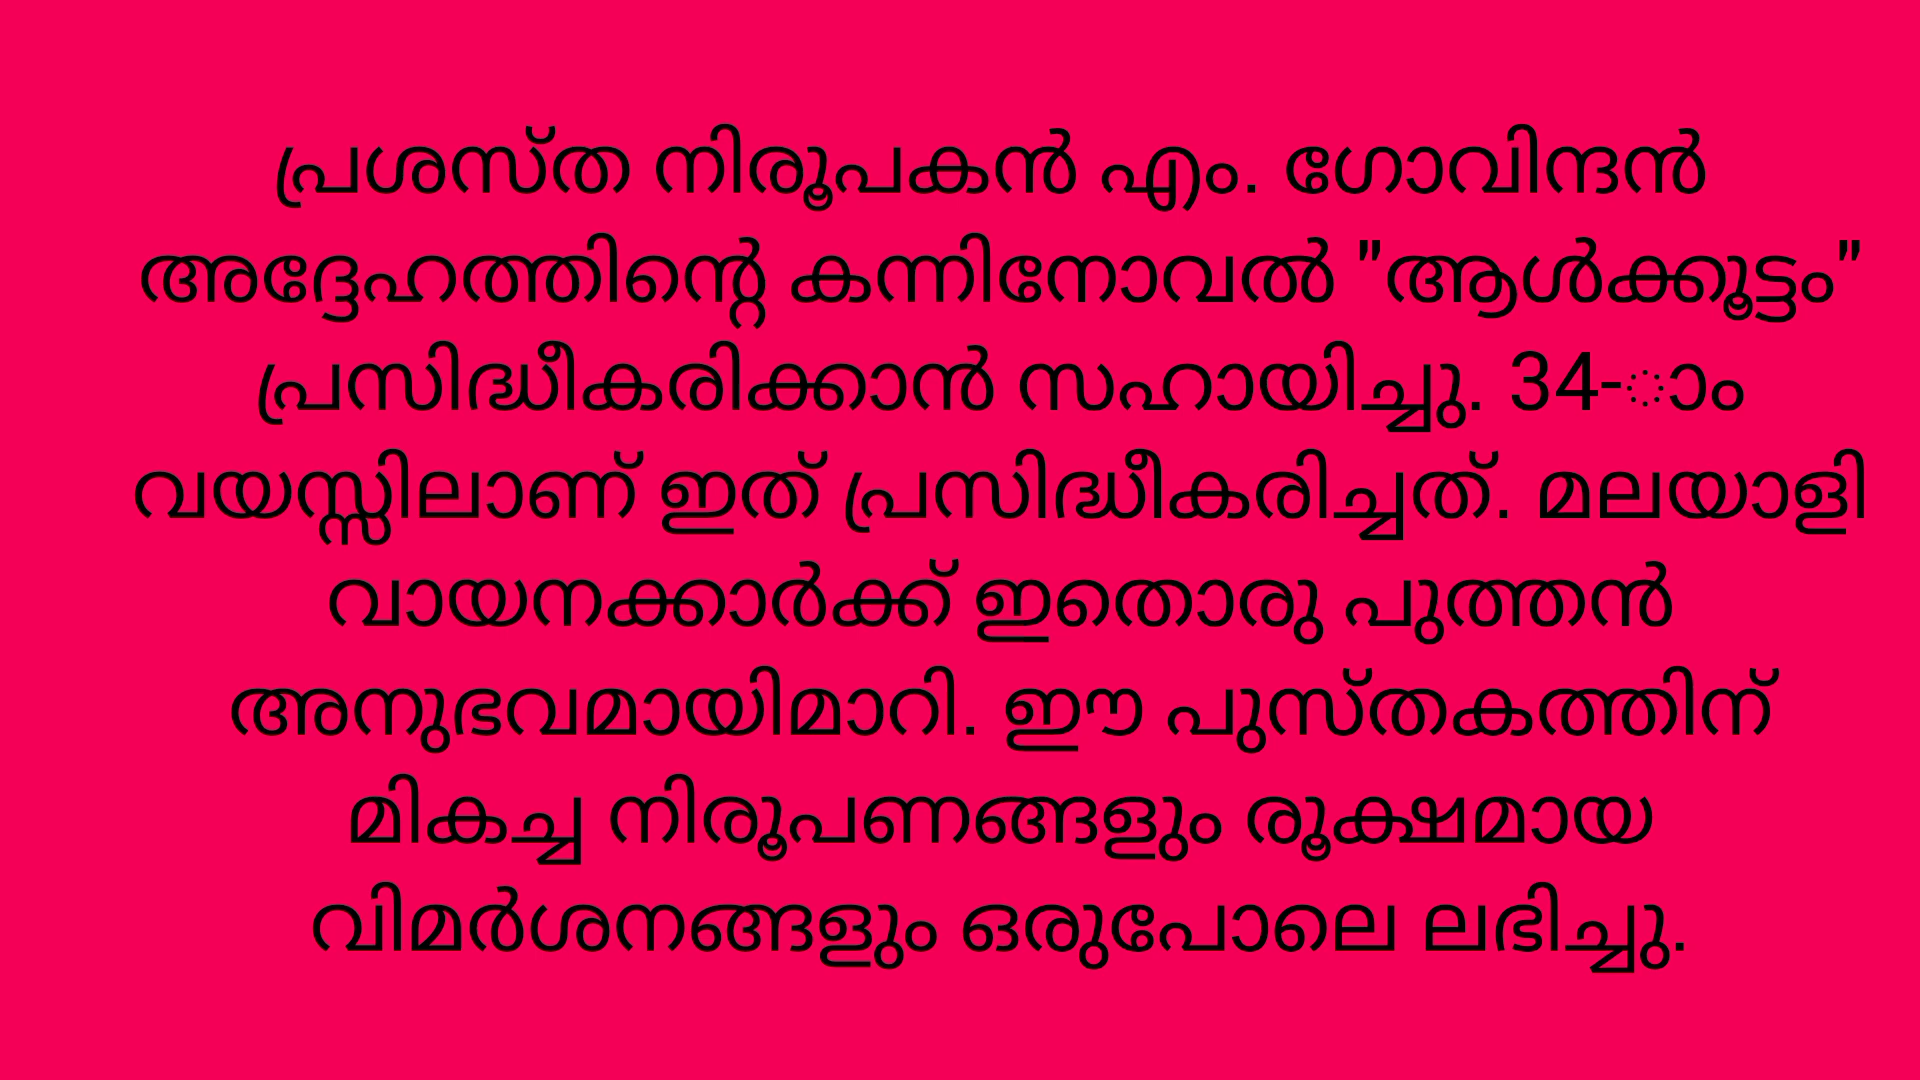 പ്രശസ്ത നിരൂപകൻ എം. ഗോവിന്ദൻ
അദ്ദേഹത്തിന്റെ കന്നിനോവൽ "ആൾക്കൂട്ടം"
പ്രസിദ്ധീകരിക്കാൻ സഹായിച്ചു. 34-ാം
വയസ്സിലാണ് ഇത് പ്രസിദ്ധീകരിച്ചത്. മലയാളി
വായനക്കാർക്ക് ഇതൊരു പുത്തൻ
അനുഭവമായിമാറി. ഈ പുസ്തകത്തിന്
മികച്ച നിരൂപണങ്ങളും രൂക്ഷമായ
വിമർശനങ്ങളും ഒരുപോലെ ലഭിച്ചു.